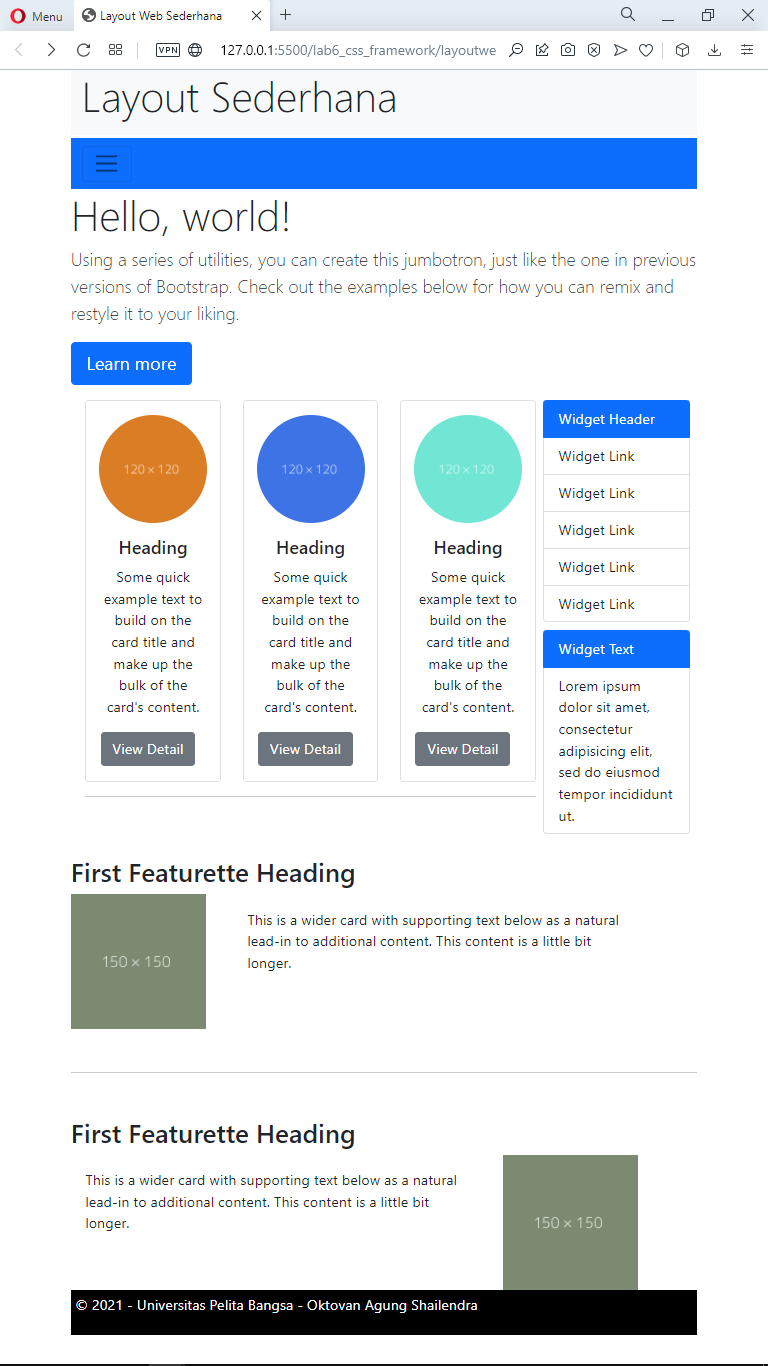 Menu
Layout Web Sederhana
VPN
127.0.0.1:5500/lab6_css_framework/layoutwe
Layout Sederhana
Hello, world!
Using a series of utilities, you can create this jumbotron, just like the one in previous
versions of Bootstrap. Check out the examples below for how you can remix and
restyle it to your liking.
Learn more
120 × 120
Heading
Some quick
example text to
build on the
card title and
make up the
bulk of the
card's content.
View Detail
120 × 120
Heading
Some quick
example text to
build on the
card title and
make up the
bulk of the
card's content.
View Detail
120 × 120
Heading
Some quick
example text to
build on the
card title and
make up the
bulk of the
card's content.
View Detail
Widget Header
Widget Link
Widget Link
Widget Link
Widget Link
Widget Link
Widget Text
Lorem ipsum
dolor sit amet,
consectetur
adipisicing elit,
sed do eiusmod
tempor incididunt
ut.
First Featurette Heading
150 × 150
This is a wider card with supporting text below as a natural
lead-in to additional content. This content is a little bit
longer.
First Featurette Heading
This is a wider card with supporting text below as a natural
lead-in to additional content. This content is a little bit
longer.
150 × 150
© 2021 - Universitas Pelita Bangsa - Oktovan Agung Shailendra